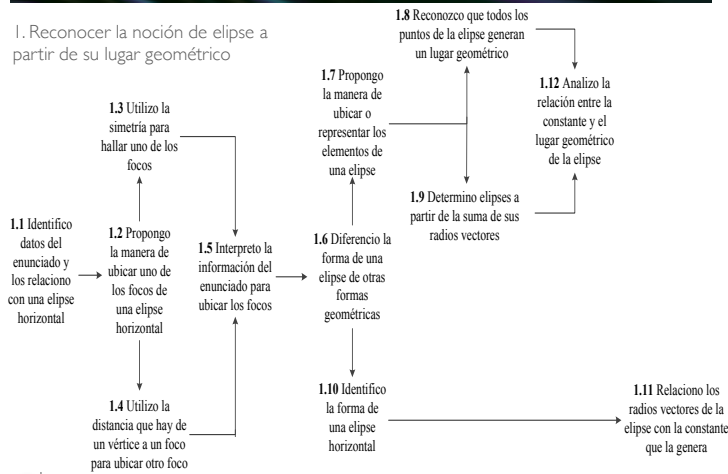 1. Reconocer la noción de elipse a
partir de su lugar geométrico
1.1 Identifico
datos del
enunciado y
los relaciono
con una elipse
horizontal
1.2 Propongo
la manera de
ubicar uno de
los focos de
una elipse
horizontal
1.3 Utilizo la
simetría para
hallar uno de los
focos
1.4 Utilizo la
distancia que hay de
un vértice a un foco
para ubicar otro foco
1.5 Interpreto la
información del
enunciado para
ubicar los focos
1.6 Diferencio la
forma de una
elipse de otras
formas
geométricas
1.7 Propongo
la manera de
ubicar o
representar los
elementos de
una elipse
1.8 Reconozco que todos los
puntos de la elipse generan
un lugar geométrico
1.9 Determino elipses a
partir de la suma de sus
radios vectores
1.12 Analizo la
relación entre la
constante y el
lugar geométrico
de la elipse
1.10 Identifico
la forma de
una elipse
horizontal
1.11 Relaciono los
radios vectores de la
elipse con la constante
que la genera